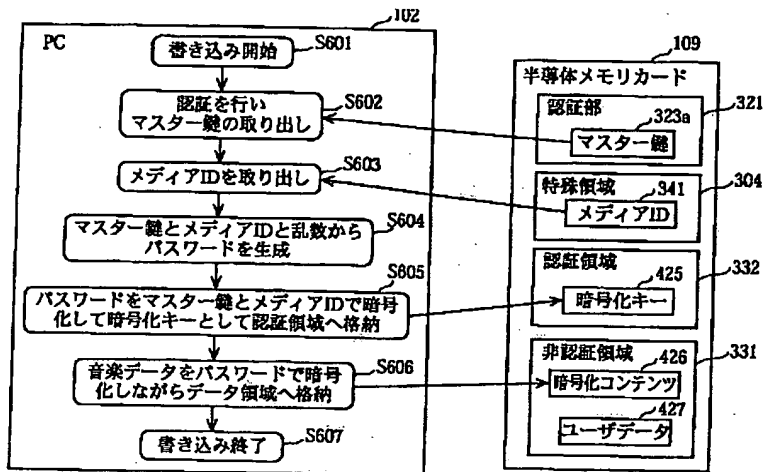 102
PC
書き込み開始
S601
認証を行い
マスター鍵の取り出し
S602
メディアIDを取り出し
S603
マスター鍵とメディアIDと乱数から
パスワードを生成
S604
パスワードをマスター鍵とメディアIDで暗号
化して暗号化キーとして認証領域へ格納
S605
音楽データをパスワードで暗号
化しながらデータ領域へ格納
S606
書き込み終了
S607
109
半導体メモリカード
認証部
323a
マスター鍵
321
特殊領域
341
メディアID
304
認証領域
425
暗号化キー
332
非認証領域
426
暗号化コンテンツ
427
ユーザデータ
331